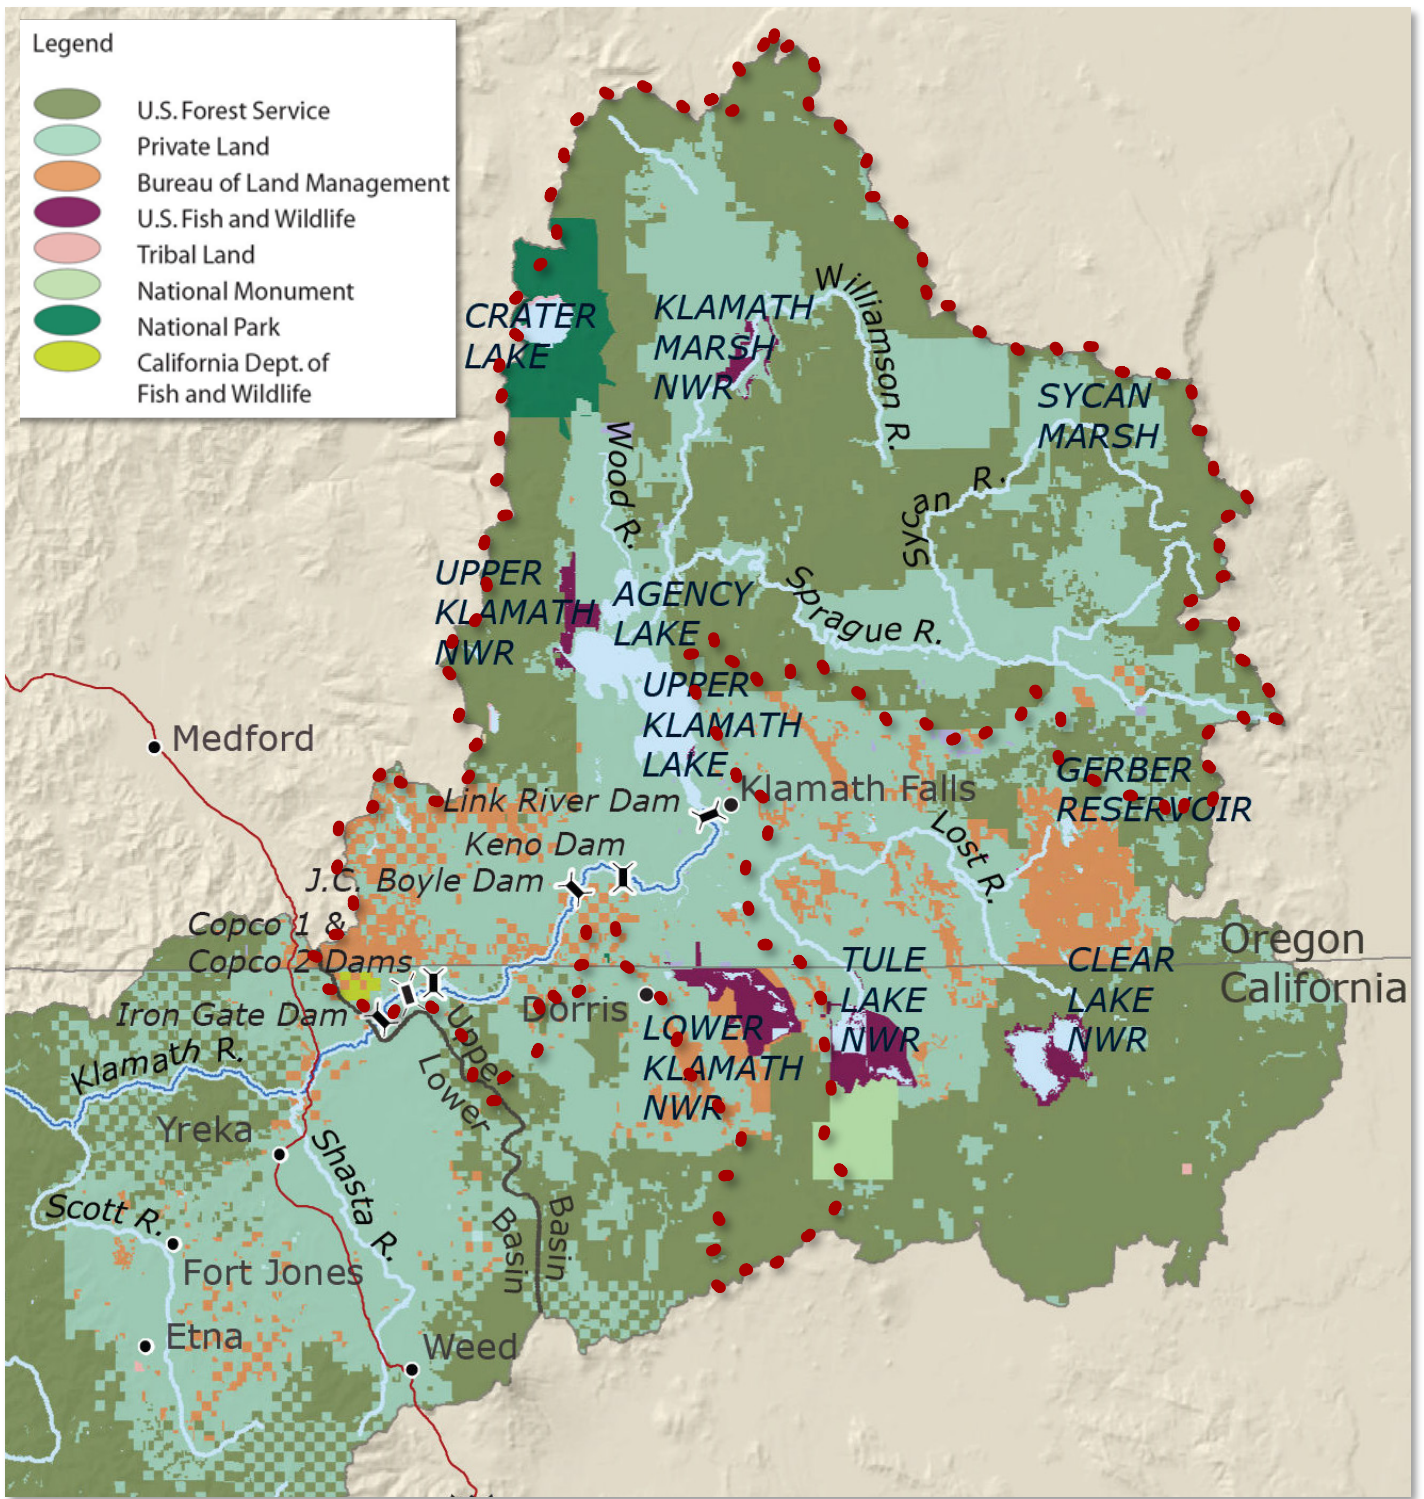 Legend
U.S. Forest Service
Private Land
Bureau of Land Management
U.S. Fish and Wildlife
Tribal Land
National Monument
National Park
California Dept. of
Fish and Wildlife
CRATER
LAKE
KLAMATH
MARSH
NWR
Williamson R.
SYCAN
MARSH
Wood R.
Sycan R.
UPPER
KLAMATH
NWR
AGENCY
LAKE
Sprague R.
UPPER
KLAMATH
LAKE
Medford
GERBER
RESERVOIR
Klamath Falls
Link River Dam
Keno Dam
Lost R.
J.C. Boyle Dam
Copco 1 &
Copco 2 Dams
Oregon
California
TULE
LAKE
NWR
CLEAR
LAKE
NWR
Iron Gate Dam
Dorris
LOWER
KLAMATH
NWR
Klamath R.
Upper
Lower
Yreka
Shasta R.
Scott R.
Basin
Basin
Fort Jones
Etna
Weed